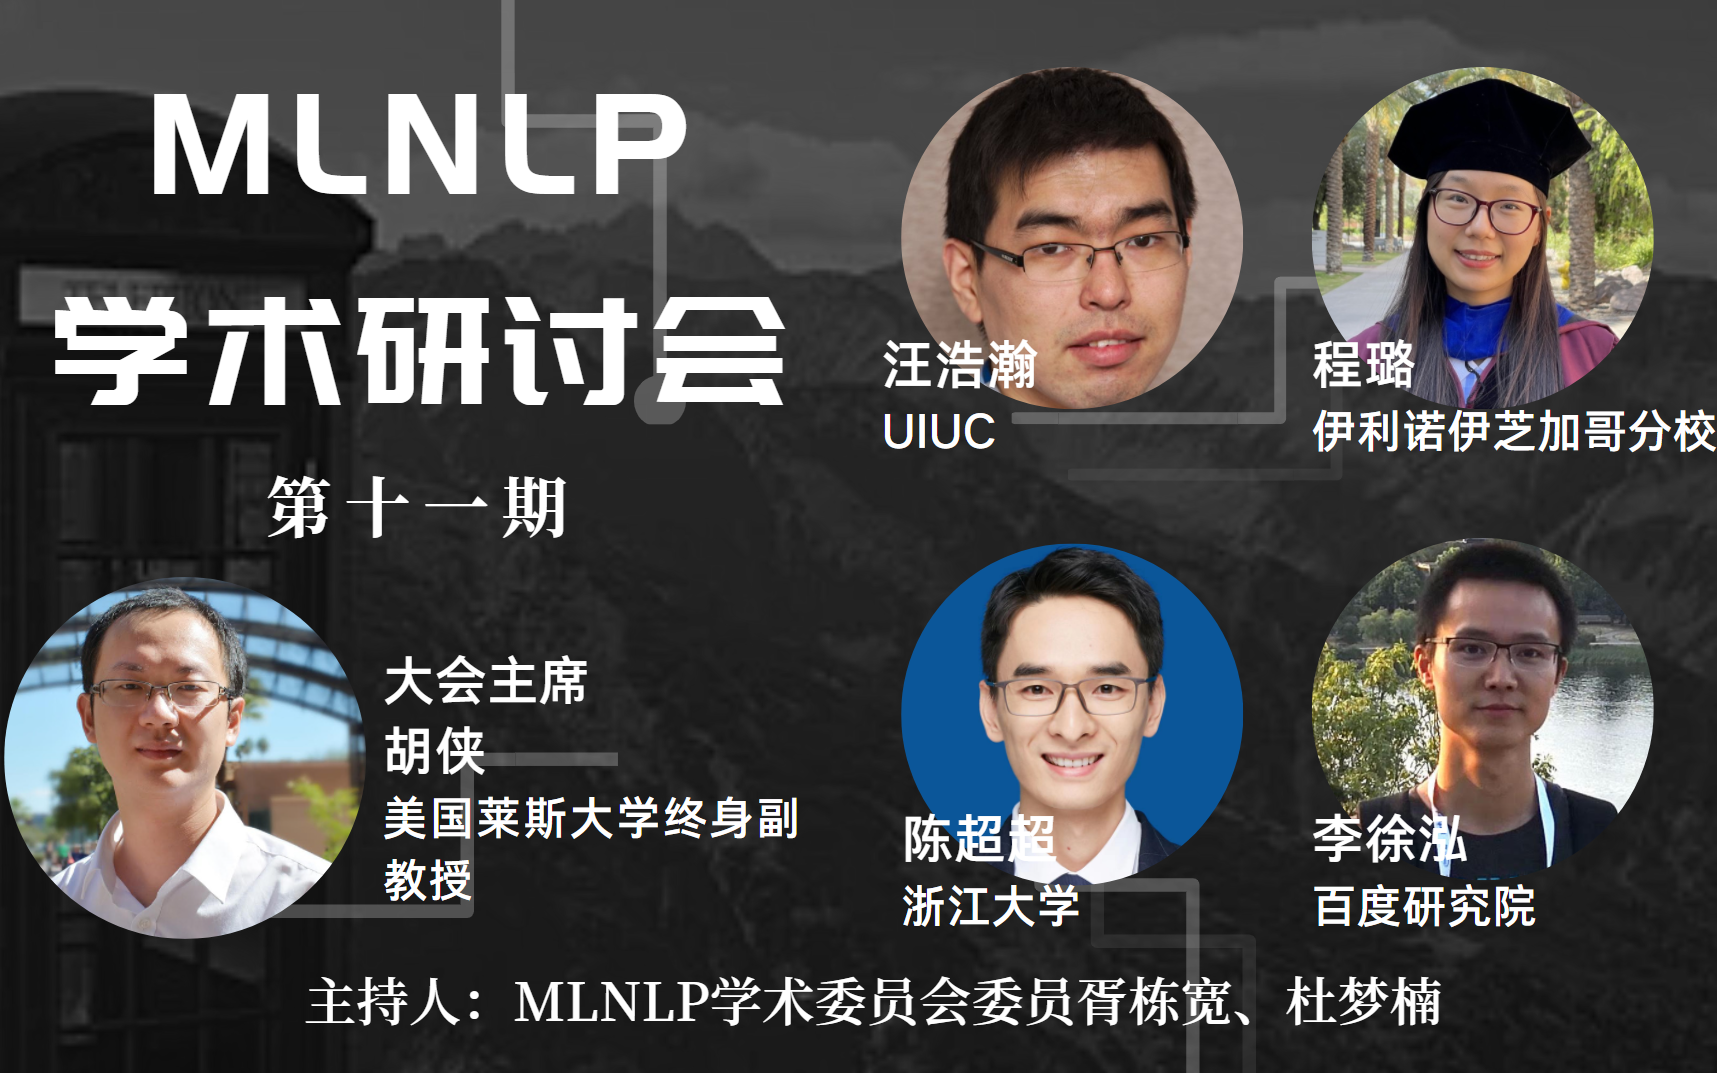 MLNLP
学术研讨会
第十一期
大会主席
胡侠
美国莱斯大学终身副
教授
汪浩瀚
UIUC
程璐
伊利诺伊芝加哥分校
陈超超
浙江大学
李徐泓
百度研究院
主持人：MLNLP学术委员会委员胥栋宽、杜梦楠